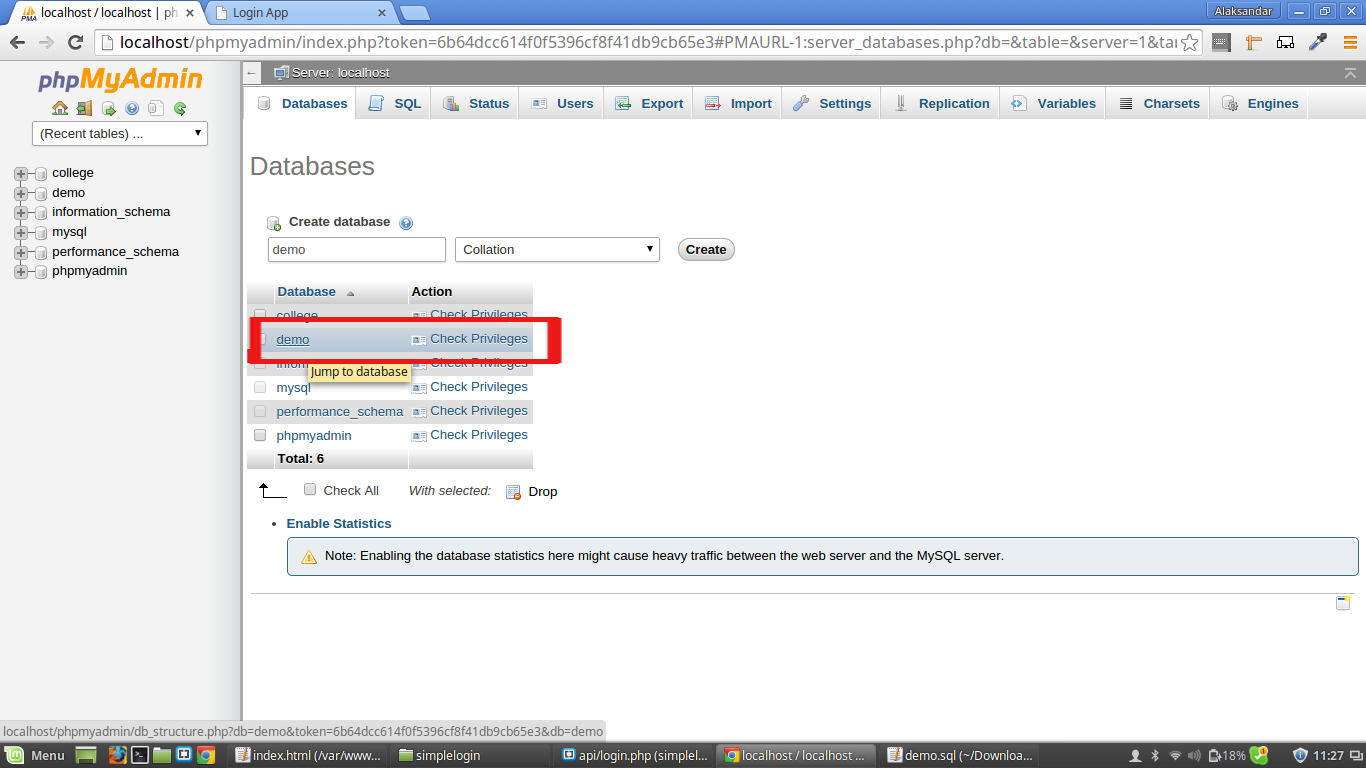 localhost / localhost | ph
Login App
Alaksandar
localhost/phpmyadmin/index.php?token=6b64dcc614f0f5396cf8f41db9cb65e3#PMAURL-1:server_databases.php?db=&table=&server=1&tar
phpMyAdmin
(Recent tables) ...
college
demo
information_schema
mysql
performance_schema
phpmyadmin
Server: localhost
Databases SQL Status Users Export Import Settings Replication Variables Charsets Engines
Databases
Create database
demo Collation Create
Database Action
college Check Privileges
demo Check Privileges
Check Privileges
Jump to database
mysql Check Privileges
performance_schema Check Privileges
phpmyadmin Check Privileges
Total: 6
Check All With selected: Drop
• Enable Statistics
Note: Enabling the database statistics here might cause heavy traffic between the web server and the MySQL server.
localhost/phpmyadmin/db_structure.php?db=demo&token=6b64dcc614f0f5396cf8f41db9cb65e3&db=demo
Menu index.html (/var/www... simplelogin api/login.php (simplel... localhost / localhost ... demo.sql (~/Downloa... 18% 11:27